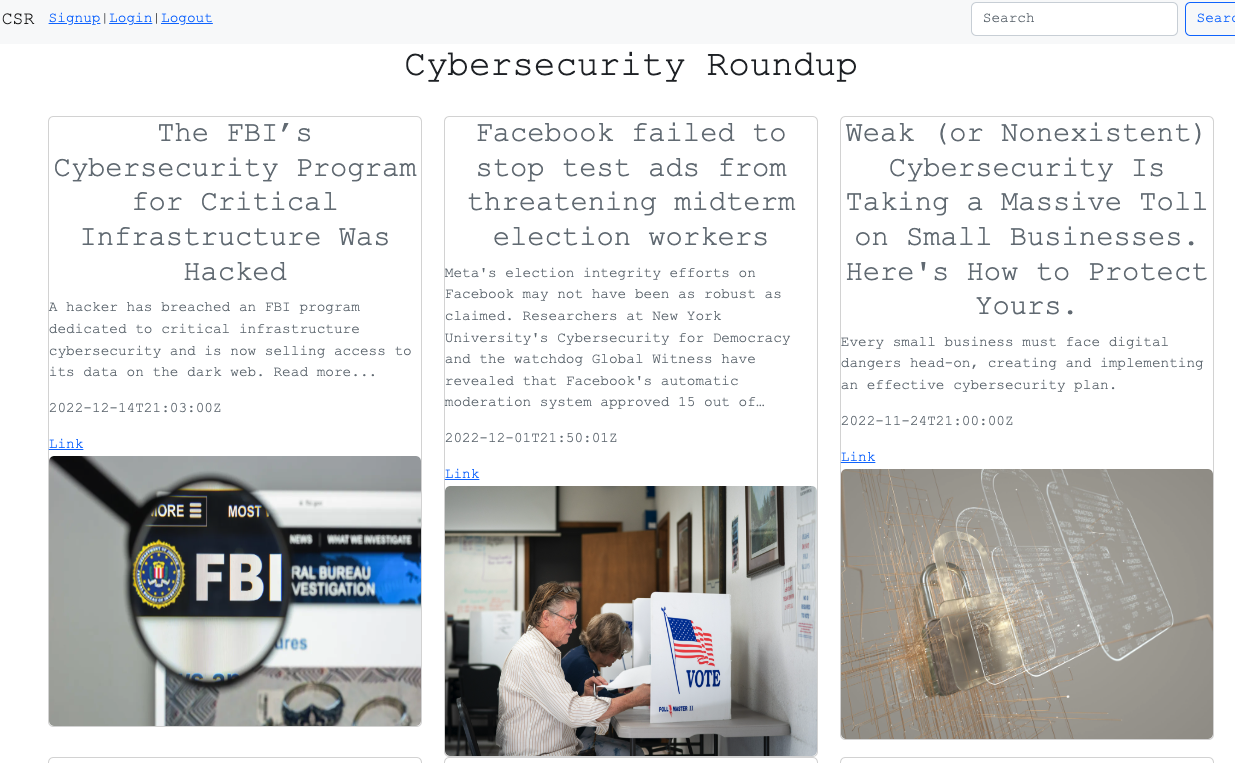 CSR Signup|Login|Logout
Search
Cybersecurity Roundup
The FBI’s
Cybersecurity Program
for Critical
Infrastructure Was
Hacked
A hacker has breached an FBI program
dedicated to critical infrastructure
cybersecurity and is now selling access to
its data on the dark web. Read more...
2022-12-14T21:03:00Z
Link
MORE MOST
NEWS WHAT WE INVESTIGATE
FBI
RAL BUREAU
VESTIGATION
Facebook failed to
stop test ads from
threatening midterm
election workers
Meta's election integrity efforts on
Facebook may not have been as robust as
claimed. Researchers at New York
University's Cybersecurity for Democracy
and the watchdog Global Witness have
revealed that Facebook's automatic
moderation system approved 15 out of…
2022-12-01T21:50:01Z
Link
VOTE
POLL MASTER II
Weak (or Nonexistent)
Cybersecurity Is
Taking a Massive Toll
on Small Businesses.
Here's How to Protect
Yours.
Every small business must face digital
dangers head-on, creating and implementing
an effective cybersecurity plan.
2022-11-24T21:00:00Z
Link